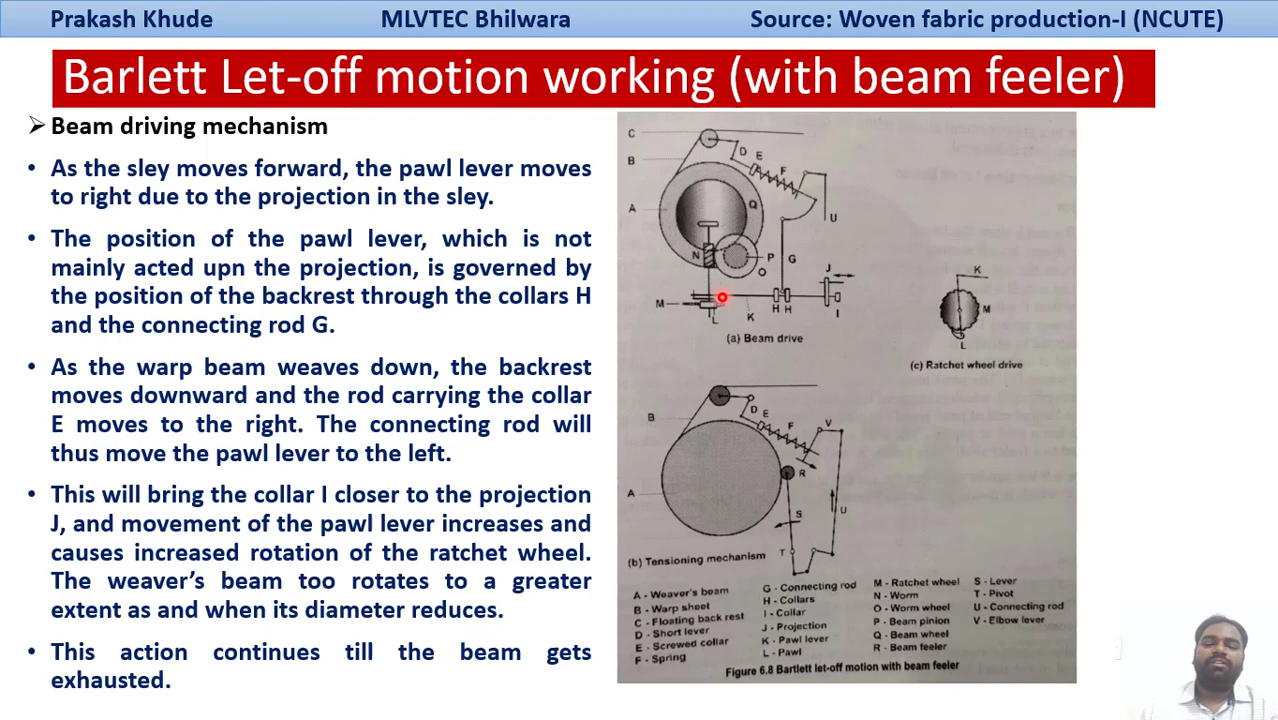 Prakash Khude MLVTEC Bhilwara Source: Woven fabric production-I (NCUTE)
Barlett Let-off motion working (with beam feeler)
➢ Beam driving mechanism
• As the sley moves forward, the pawl lever moves
to right due to the projection in the sley.
• The position of the pawl lever, which is not
mainly acted upn the projection, is governed by
the position of the backrest through the collars H
and the connecting rod G.
• As the warp beam weaves down, the backrest
moves downward and the rod carrying the collar
E moves to the right. The connecting rod will
thus move the pawl lever to the left.
• This will bring the collar I closer to the projection
J, and movement of the pawl lever increases and
causes increased rotation of the ratchet wheel.
The weaver's beam too rotates to a greater
extent as and when its diameter reduces.
• This action continues till the beam gets
exhausted.
C
D
E
B
F
A
Q
U
N
P
G
O
J
M
L
K
H H
I
(a) Beam drive
K
M
L
(c) Ratchet wheel drive
D
E
B
F
V
R
A
S
U
T
(b) Tensioning mechanism
A - Weaver's beam
B - Warp sheet
C - Floating back rest
D - Short lever
E - Screwed collar
F - Spring
G - Connecting rod
H - Collars
I - Collar
J - Projection
K - Pawl lever
L - Pawl
M - Ratchet wheel
N - Worm
O - Worm wheel
P - Beam pinion
Q - Beam wheel
R - Beam feeler
S - Lever
T - Pivot
U - Connecting rod
V - Elbow lever
Figure 6.8 Bartlett let-off motion with beam feeler